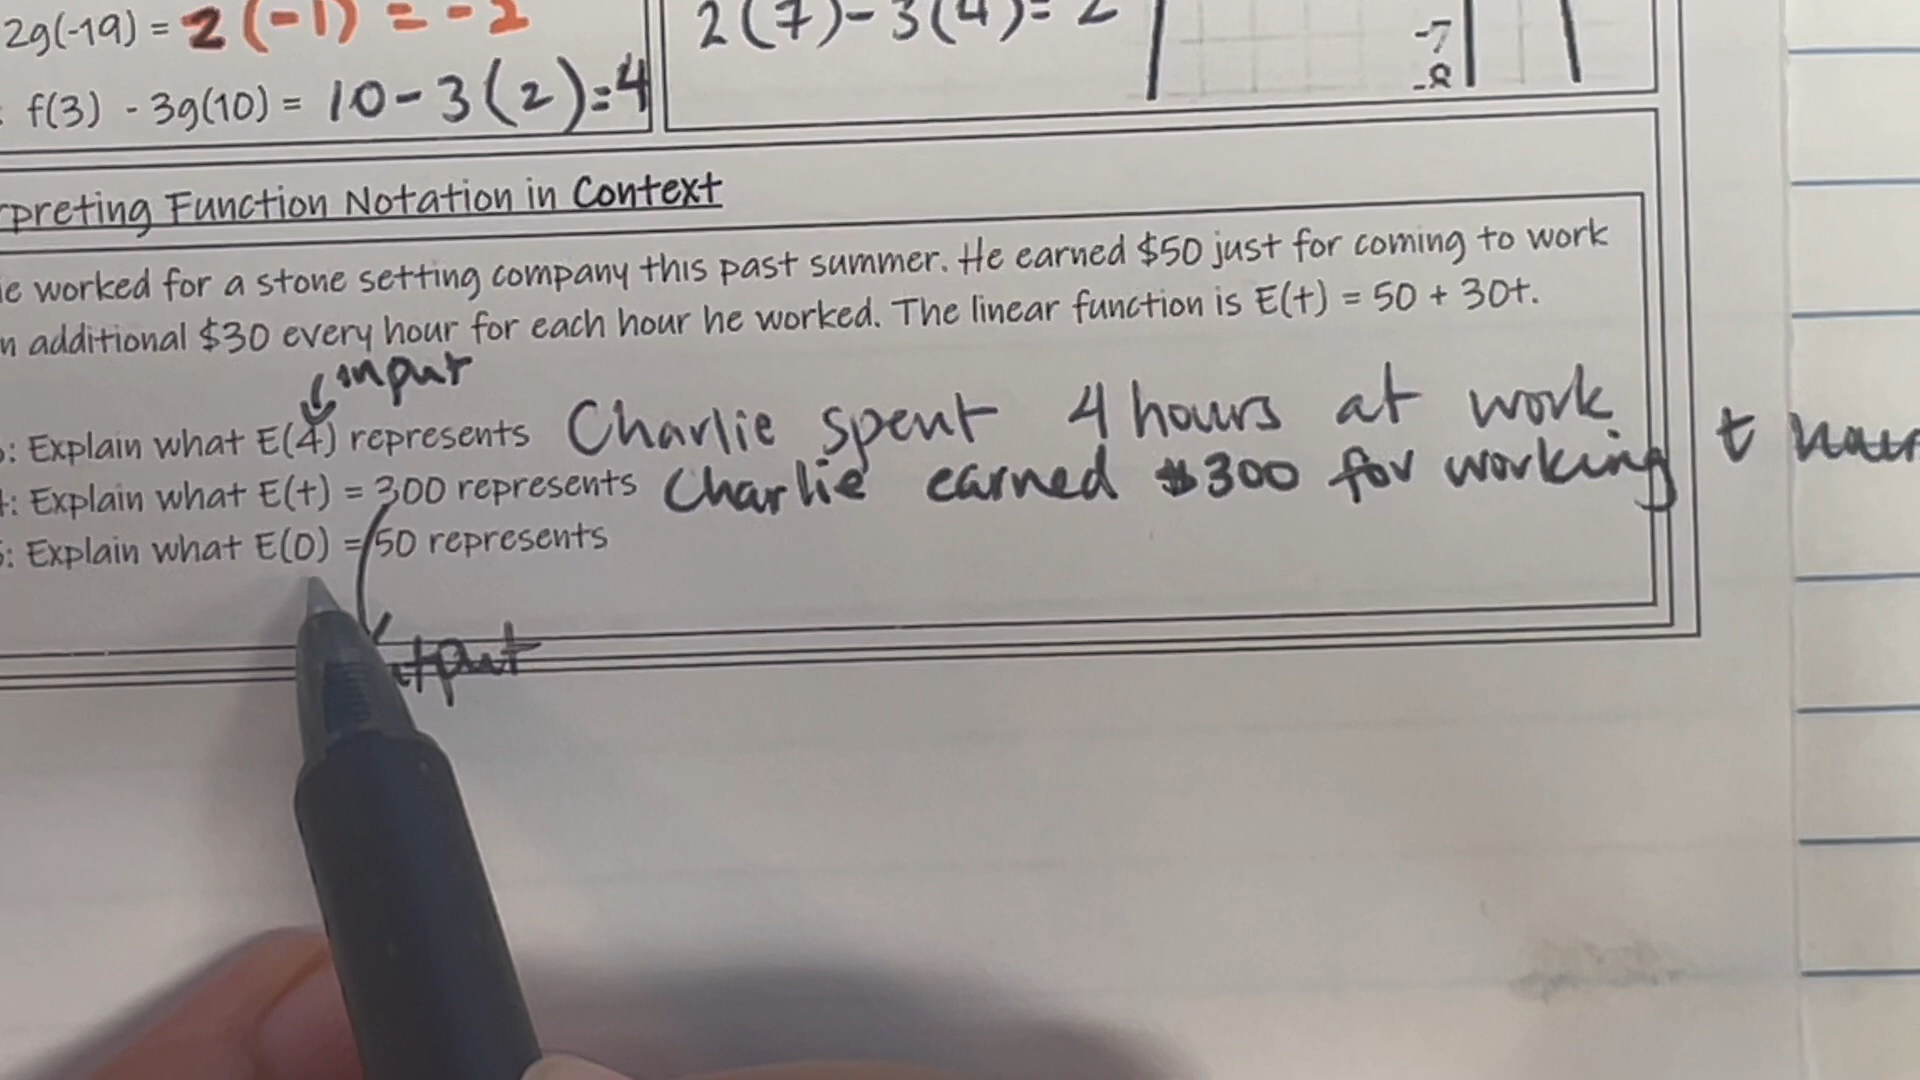 2g(-19) = 2(-1) = -2
f(3) - 3g(10) = 10-3(2)=4
2(7)-3(4)=2
-7
-8
rpreting Function Notation in Context
ie worked for a stone setting company this past summer. He earned $50 just for coming to work
n additional $30 every hour for each hour he worked. The linear function is E(t) = 50 + 30t.
input
: Explain what E(4) represents Charlie spent 4 hours at work
: Explain what E(t) = 300 represents Charlie earned $300 for working t hour
: Explain what E(0) = 50 represents
utput